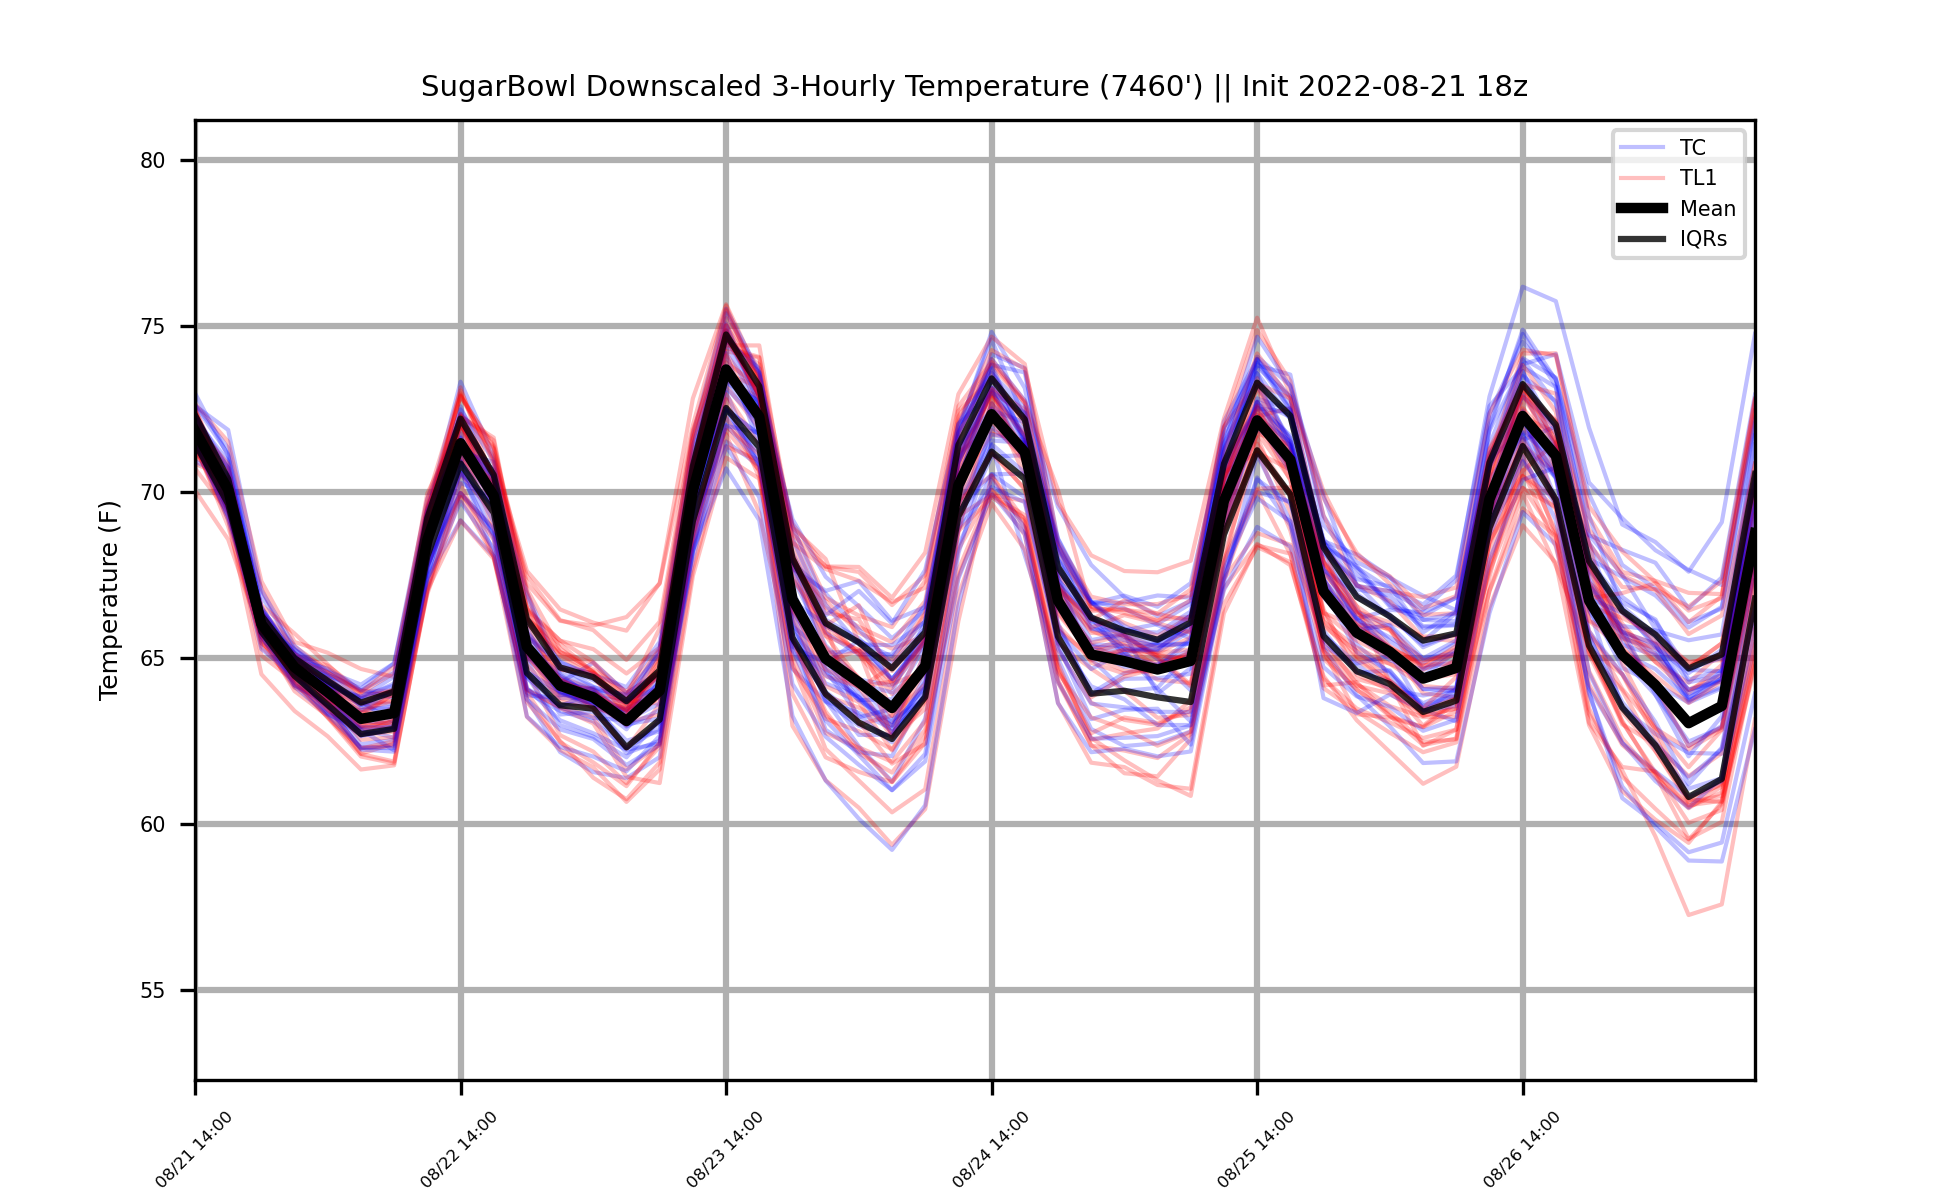 SugarBowl Downscaled 3-Hourly Temperature (7460') || Init 2022-08-21 18z
TC
TL1
Mean
IQRs
Temperature (F)
80
75
70
65
60
55
08/21 14:00
08/22 14:00
08/23 14:00
08/24 14:00
08/25 14:00
08/26 14:00